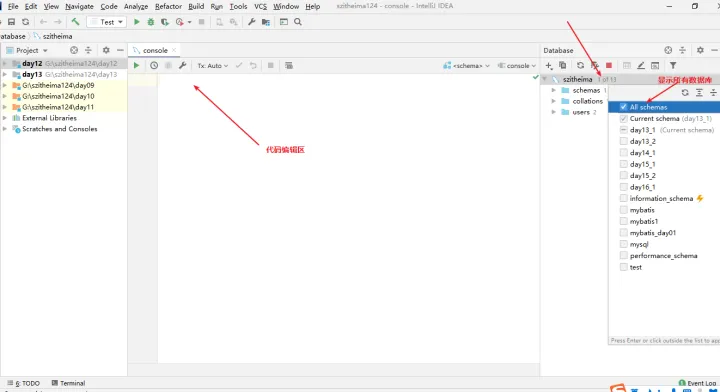 File Edit View Navigate Code Analyze Refactor Build Run Tools VCS Window Help
szitheima124 - console - IntelliJ IDEA
Test
Database szitheima
Project
console
Database
day12 G:\szitheima124\day12
day13 G:\szitheima124\day13
G:\szitheima124\day09
G:\szitheima124\day10
G:\szitheima124\day11
External Libraries
Scratches and Consoles
Tx: Auto
<schema>
console
代码编辑区
szitheima 1 of 13
schemas
collations
users 2
显示所有数据库
All schemas
Current schema (day13_1)
day13_1 (Current schema)
day13_2
day14_1
day15_1
day15_2
day16_1
information_schema
mybatis
mybatis1
mybatis_day01
mysql
performance_schema
test
Press Enter or click outside the list to app
6: TODO
Terminal
1 Event Log